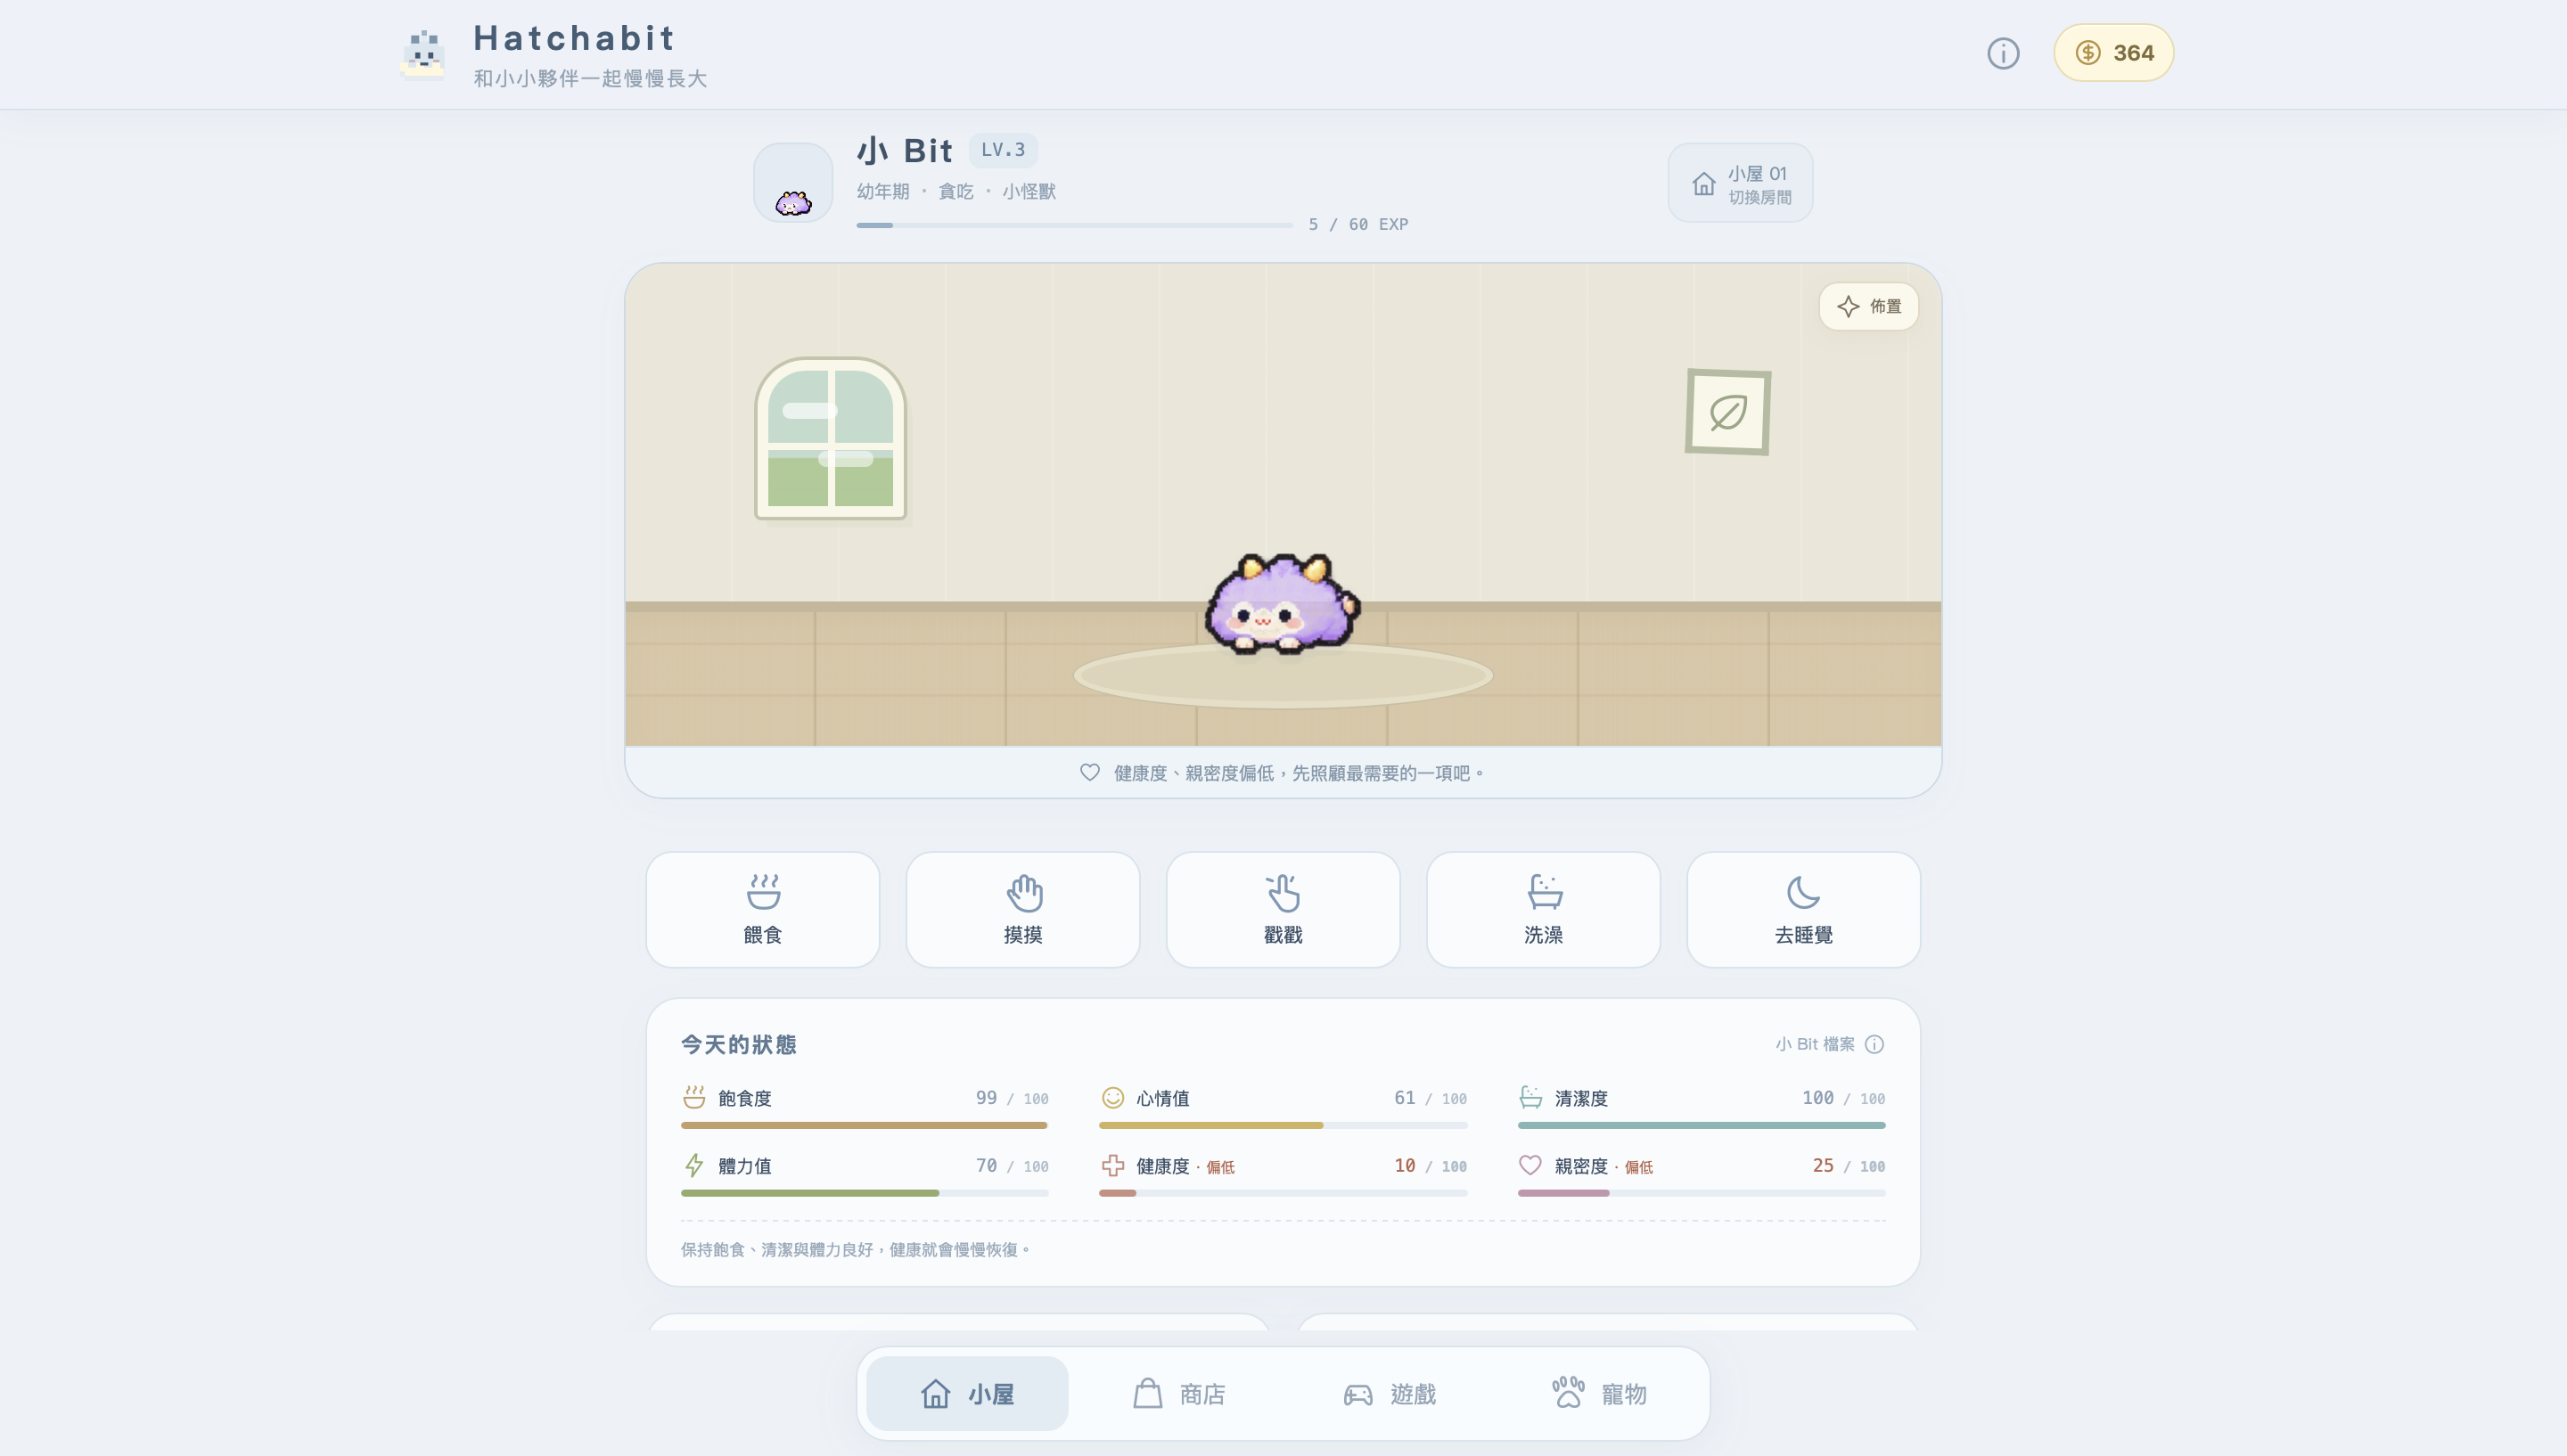 Hatchabit
和小小夥伴一起慢慢長大
364
小 Bit LV.3
幼年期 · 貪吃 · 小怪獸
5 / 60 EXP
小屋 01
切換房間
佈置
健康度、親密度偏低，先照顧最需要的一項吧。
餵食
摸摸
戳戳
洗澡
去睡覺
今天的狀態
小 Bit 檔案
飽食度 99 / 100
心情值 61 / 100
清潔度 100 / 100
體力值 70 / 100
健康度 · 偏低 10 / 100
親密度 · 偏低 25 / 100
保持飽食、清潔與體力良好，健康就會慢慢恢復。
小屋
商店
遊戲
寵物